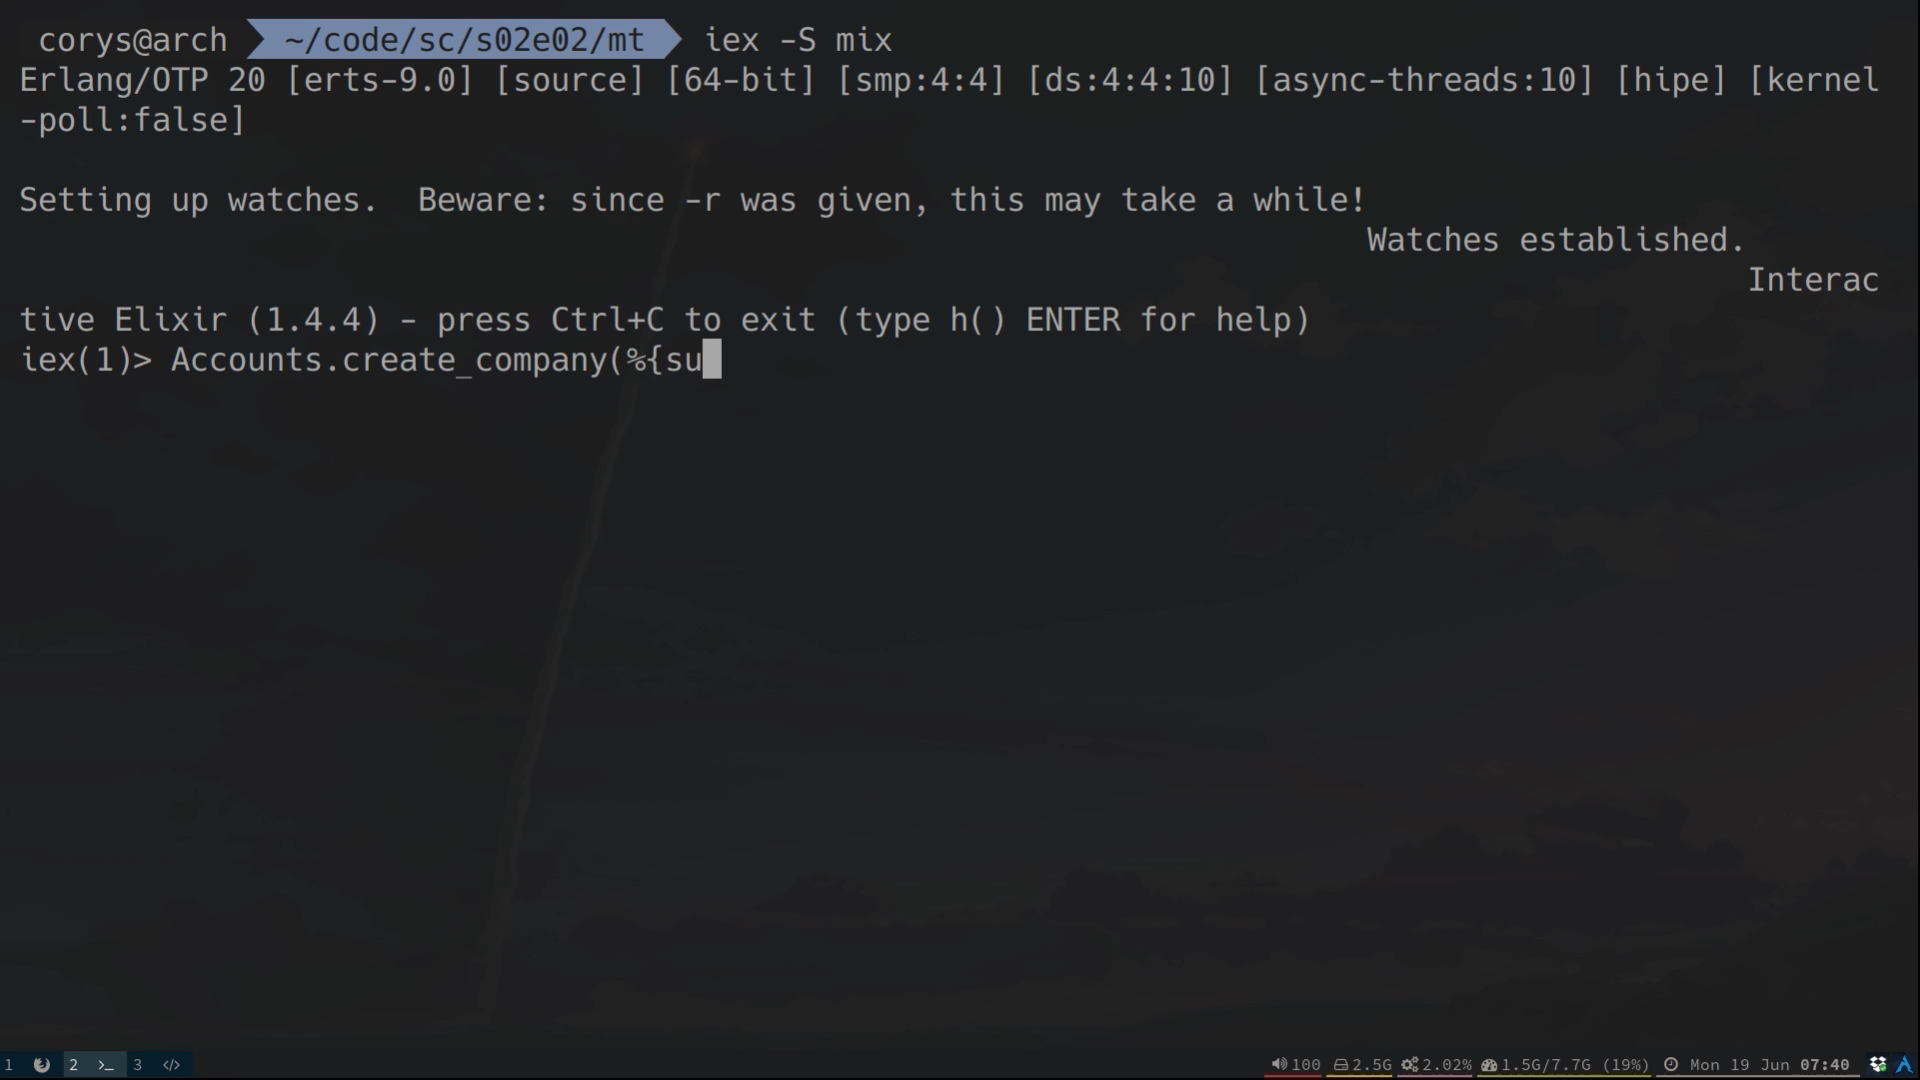 corys@arch ~/code/sc/s02e02/mt iex -S mix
Erlang/OTP 20 [erts-9.0] [source] [64-bit] [smp:4:4] [ds:4:4:10] [async-threads:10] [hipe] [kernel
-poll:false]
Setting up watches.  Beware: since -r was given, this may take a while!
Watches established.
Interac
tive Elixir (1.4.4) - press Ctrl+C to exit (type h() ENTER for help)
iex(1)> Accounts.create_company(%{su
1 2 >_ 3 </> 100 2.5G 2.02% 1.5G/7.7G (19%) Mon 19 Jun 07:40